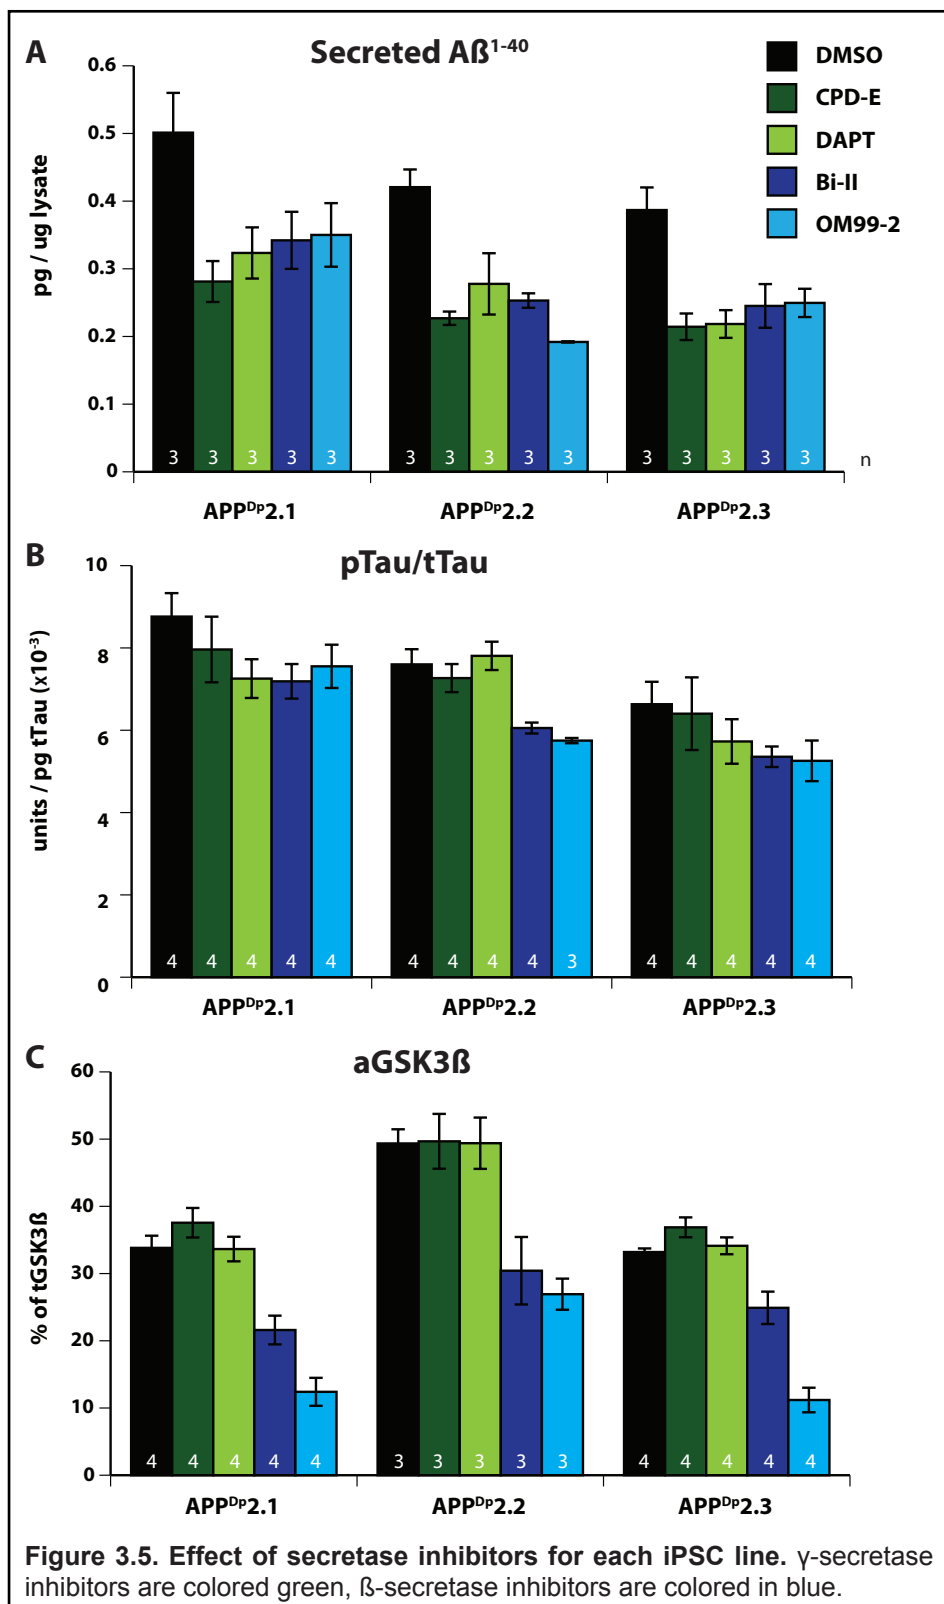 A
Secreted Aß1-40
DMSO
CPD-E
DAPT
Bi-II
OM99-2
pg / ug lysate
0.6
0.5
0.4
0.3
0.2
0.1
0
3 3 3 3 3 3 3 3 3 3 3 3 3 3 3 n
APPDp2.1 APPDp2.2 APPDp2.3
B
pTau/tTau
units / pg tTau (x10-3)
10
8
6
4
2
0
4 4 4 4 4 4 4 4 4 3 4 4 4 4 4
APPDp2.1 APPDp2.2 APPDp2.3
C
aGSK3ß
% of tGSK3ß
60
50
40
30
20
10
0
4 4 4 4 4 3 3 3 3 3 4 4 4 4 4
APPDp2.1 APPDp2.2 APPDp2.3
Figure 3.5. Effect of secretase inhibitors for each iPSC line. γ-secretase
inhibitors are colored green, ß-secretase inhibitors are colored in blue.